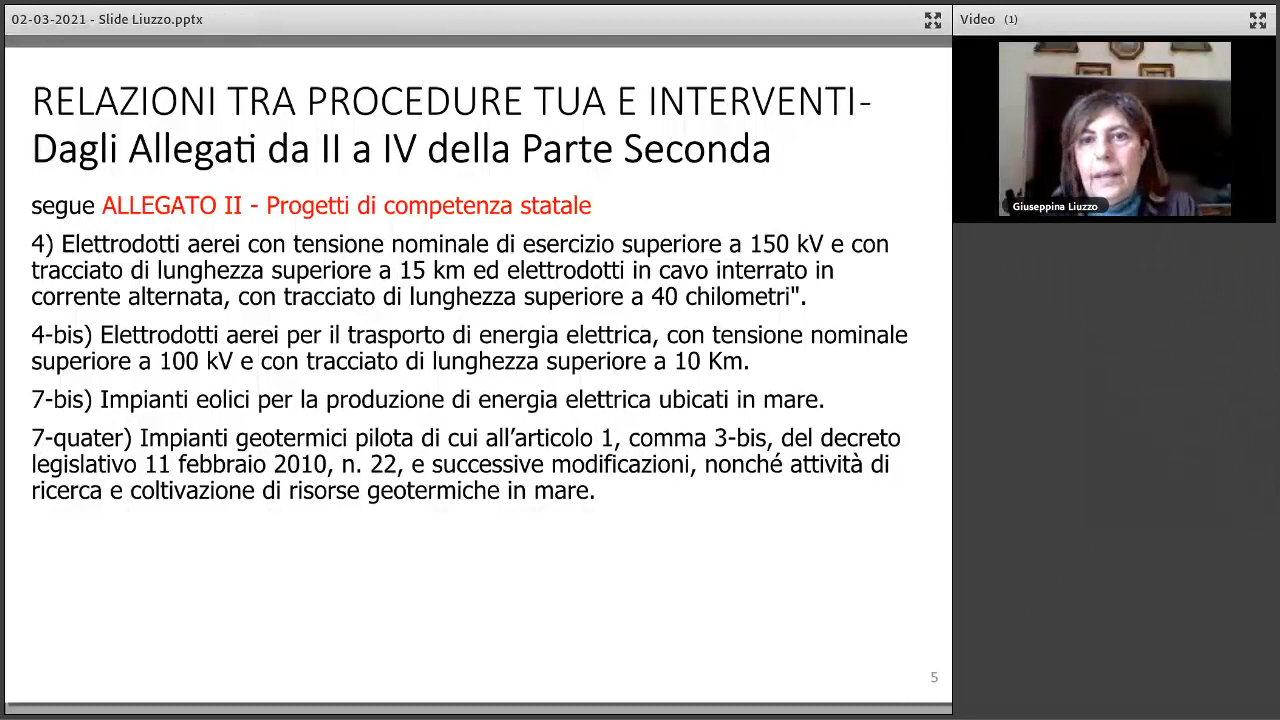 02-03-2021 - Slide Liuzzo.pptx
Video (1)
RELAZIONI TRA PROCEDURE TUA E INTERVENTI-
Dagli Allegati da II a IV della Parte Seconda
segue ALLEGATO II - Progetti di competenza statale
4) Elettrodotti aerei con tensione nominale di esercizio superiore a 150 kV e con
tracciato di lunghezza superiore a 15 km ed elettrodotti in cavo interrato in
corrente alternata, con tracciato di lunghezza superiore a 40 chilometri".
4-bis) Elettrodotti aerei per il trasporto di energia elettrica, con tensione nominale
superiore a 100 kV e con tracciato di lunghezza superiore a 10 Km.
7-bis) Impianti eolici per la produzione di energia elettrica ubicati in mare.
7-quater) Impianti geotermici pilota di cui all’articolo 1, comma 3-bis, del decreto
legislativo 11 febbraio 2010, n. 22, e successive modificazioni, nonché attività di
ricerca e coltivazione di risorse geotermiche in mare.
5
Giuseppina Liuzzo